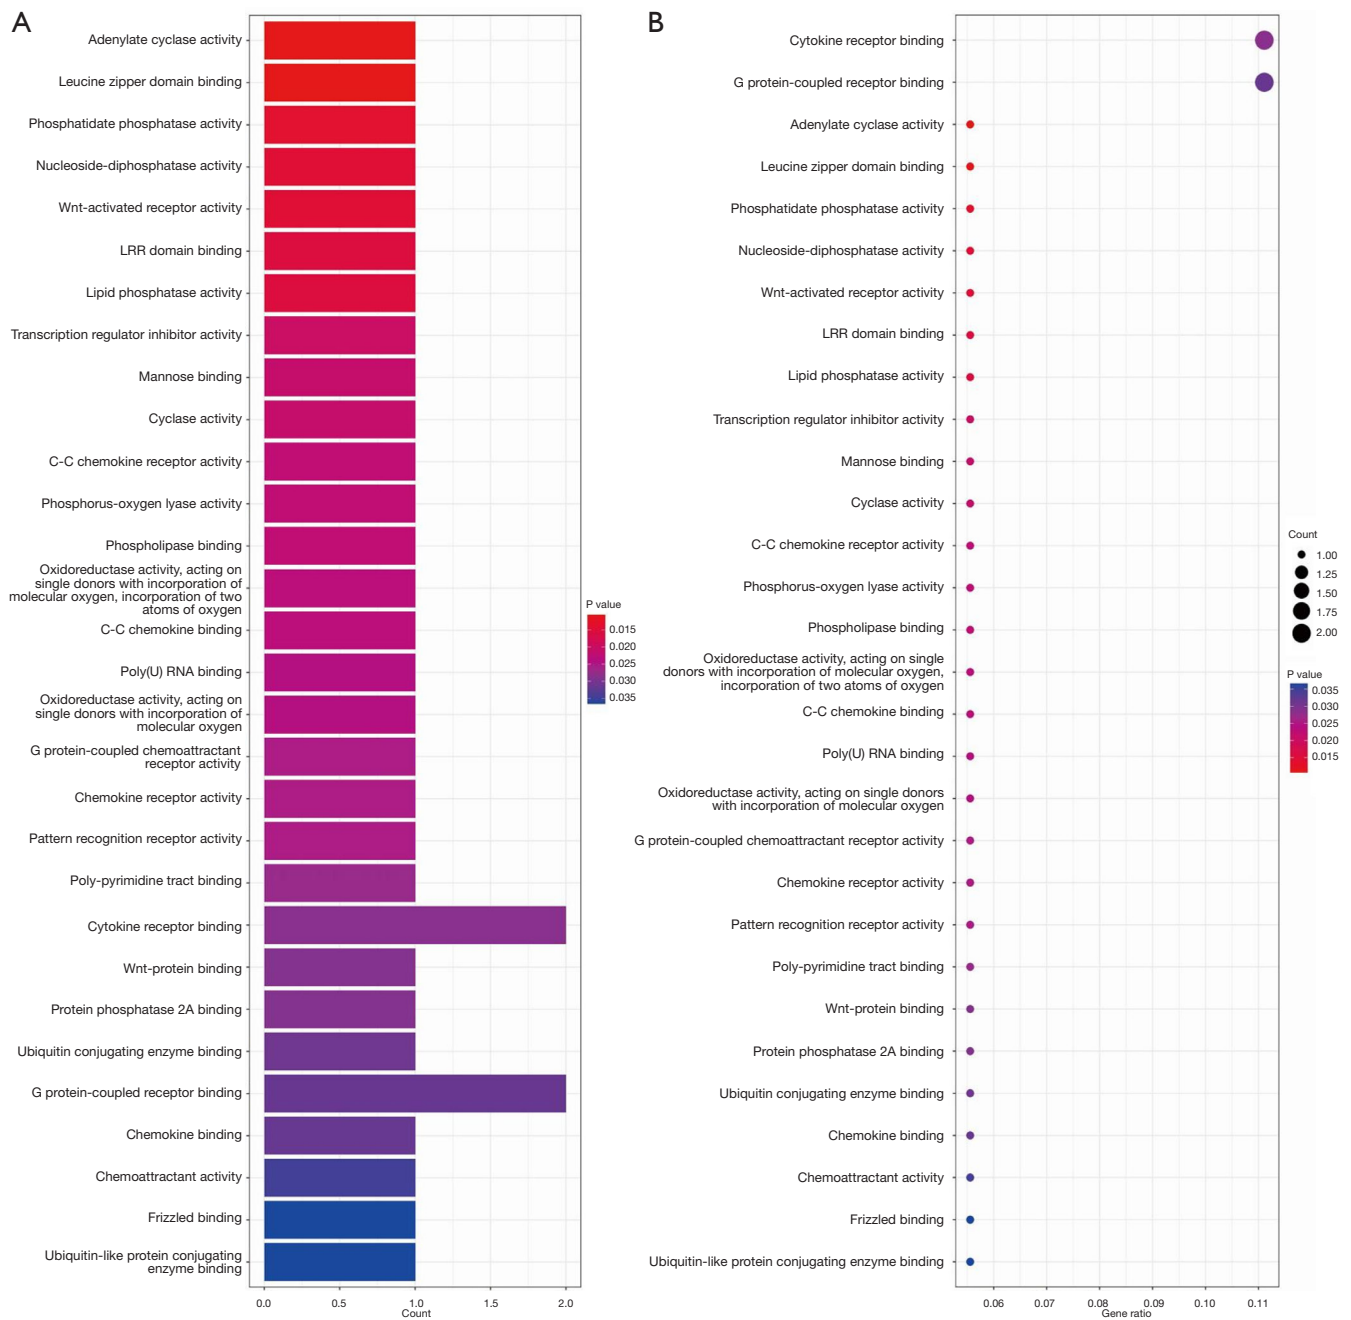 A
Adenylate cyclase activity
Leucine zipper domain binding
Phosphatidate phosphatase activity
Nucleoside-diphosphatase activity
Wnt-activated receptor activity
LRR domain binding
Lipid phosphatase activity
Transcription regulator inhibitor activity
Mannose binding
Cyclase activity
C-C chemokine receptor activity
Phosphorus-oxygen lyase activity
Phospholipase binding
Oxidoreductase activity, acting on
single donors with incorporation of
molecular oxygen, incorporation of two
atoms of oxygen
C-C chemokine binding
Poly(U) RNA binding
Oxidoreductase activity, acting on
single donors with incorporation of
molecular oxygen
G protein-coupled chemoattractant
receptor activity
Chemokine receptor activity
Pattern recognition receptor activity
Poly-pyrimidine tract binding
Cytokine receptor binding
Wnt-protein binding
Protein phosphatase 2A binding
Ubiquitin conjugating enzyme binding
G protein-coupled receptor binding
Chemokine binding
Chemoattractant activity
Frizzled binding
Ubiquitin-like protein conjugating
enzyme binding
0.0 0.5 1.0 1.5 2.0
Count
P value
0.015
0.020
0.025
0.030
0.035
B
Cytokine receptor binding
G protein-coupled receptor binding
Adenylate cyclase activity
Leucine zipper domain binding
Phosphatidate phosphatase activity
Nucleoside-diphosphatase activity
Wnt-activated receptor activity
LRR domain binding
Lipid phosphatase activity
Transcription regulator inhibitor activity
Mannose binding
Cyclase activity
C-C chemokine receptor activity
Phosphorus-oxygen lyase activity
Phospholipase binding
Oxidoreductase activity, acting on single
donors with incorporation of molecular oxygen,
incorporation of two atoms of oxygen
C-C chemokine binding
Poly(U) RNA binding
Oxidoreductase activity, acting on single donors
with incorporation of molecular oxygen
G protein-coupled chemoattractant receptor activity
Chemokine receptor activity
Pattern recognition receptor activity
Poly-pyrimidine tract binding
Wnt-protein binding
Protein phosphatase 2A binding
Ubiquitin conjugating enzyme binding
Chemokine binding
Chemoattractant activity
Frizzled binding
Ubiquitin-like protein conjugating enzyme binding
0.06 0.07 0.08 0.09 0.10 0.11
Gene ratio
Count
1.00
1.25
1.50
1.75
2.00
P value
0.035
0.030
0.025
0.020
0.015